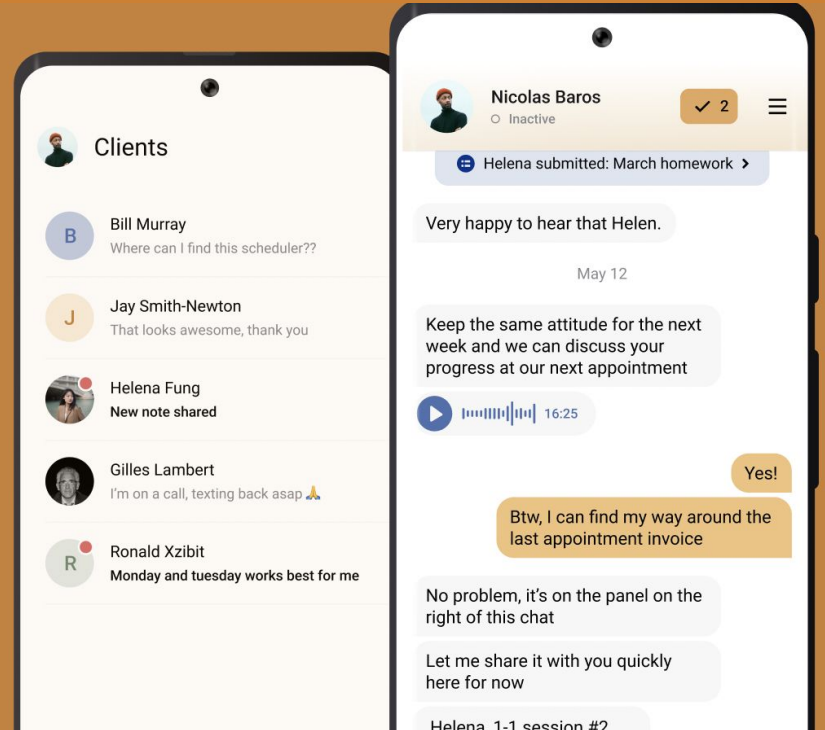 Clients
B
Bill Murray
Where can I find this scheduler??
J
Jay Smith-Newton
That looks awesome, thank you
Helena Fung
New note shared
Gilles Lambert
I'm on a call, texting back asap 🙏
R
Ronald Xzibit
Monday and tuesday works best for me
Nicolas Baros
Inactive
2
Helena submitted: March homework
Very happy to hear that Helen.
May 12
Keep the same attitude for the next
week and we can discuss your
progress at our next appointment
16:25
Yes!
Btw, I can find my way around the
last appointment invoice
No problem, it's on the panel on the
right of this chat
Let me share it with you quickly
here for now
Helena, 1-1 session #2